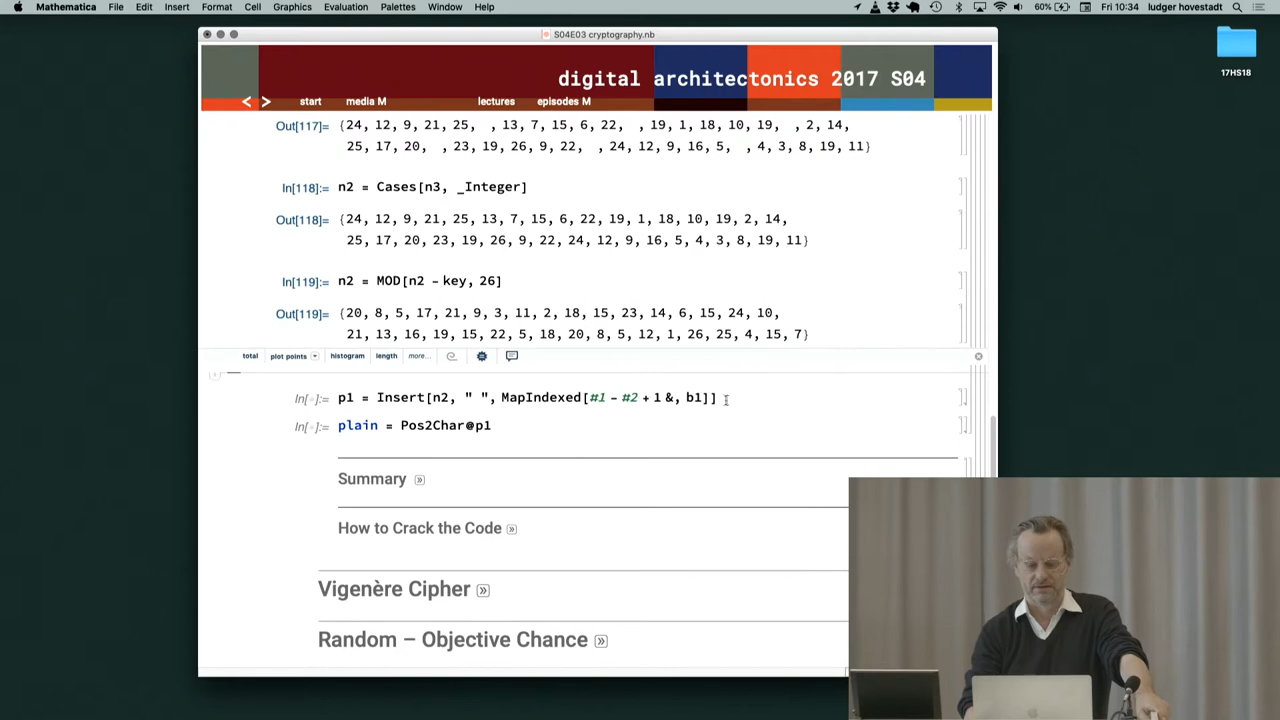 Mathematica File Edit Insert Format Cell Graphics Evaluation Palettes Window Help 60% Fri 10:34 ludger hovestadt
S04E03 cryptography.nb
17HS18
digital architectonics 2017 S04
< > start media M lectures episodes M
Out[117]= {24, 12, 9, 21, 25, , 13, 7, 15, 6, 22, , 19, 1, 18, 10, 19, , 2, 14,
25, 17, 20, , 23, 19, 26, 9, 22, , 24, 12, 9, 16, 5, , 4, 3, 8, 19, 11}
In[118]:= n2 = Cases[n3, _Integer]
Out[118]= {24, 12, 9, 21, 25, 13, 7, 15, 6, 22, 19, 1, 18, 10, 19, 2, 14,
25, 17, 20, 23, 19, 26, 9, 22, 24, 12, 9, 16, 5, 4, 3, 8, 19, 11}
In[119]:= n2 = MOD[n2 - key, 26]
Out[119]= {20, 8, 5, 17, 21, 9, 3, 11, 2, 18, 15, 23, 14, 6, 15, 24, 10,
21, 13, 16, 19, 15, 22, 5, 18, 20, 8, 5, 12, 1, 26, 25, 4, 15, 7}
total plot points histogram length more...
In[ ]:= p1 = Insert[n2, " ", MapIndexed[#1 - #2 + 1 &, b1]]
In[ ]:= plain = Pos2Char@p1
Summary
How to Crack the Code
Vigenère Cipher
Random – Objective Chance